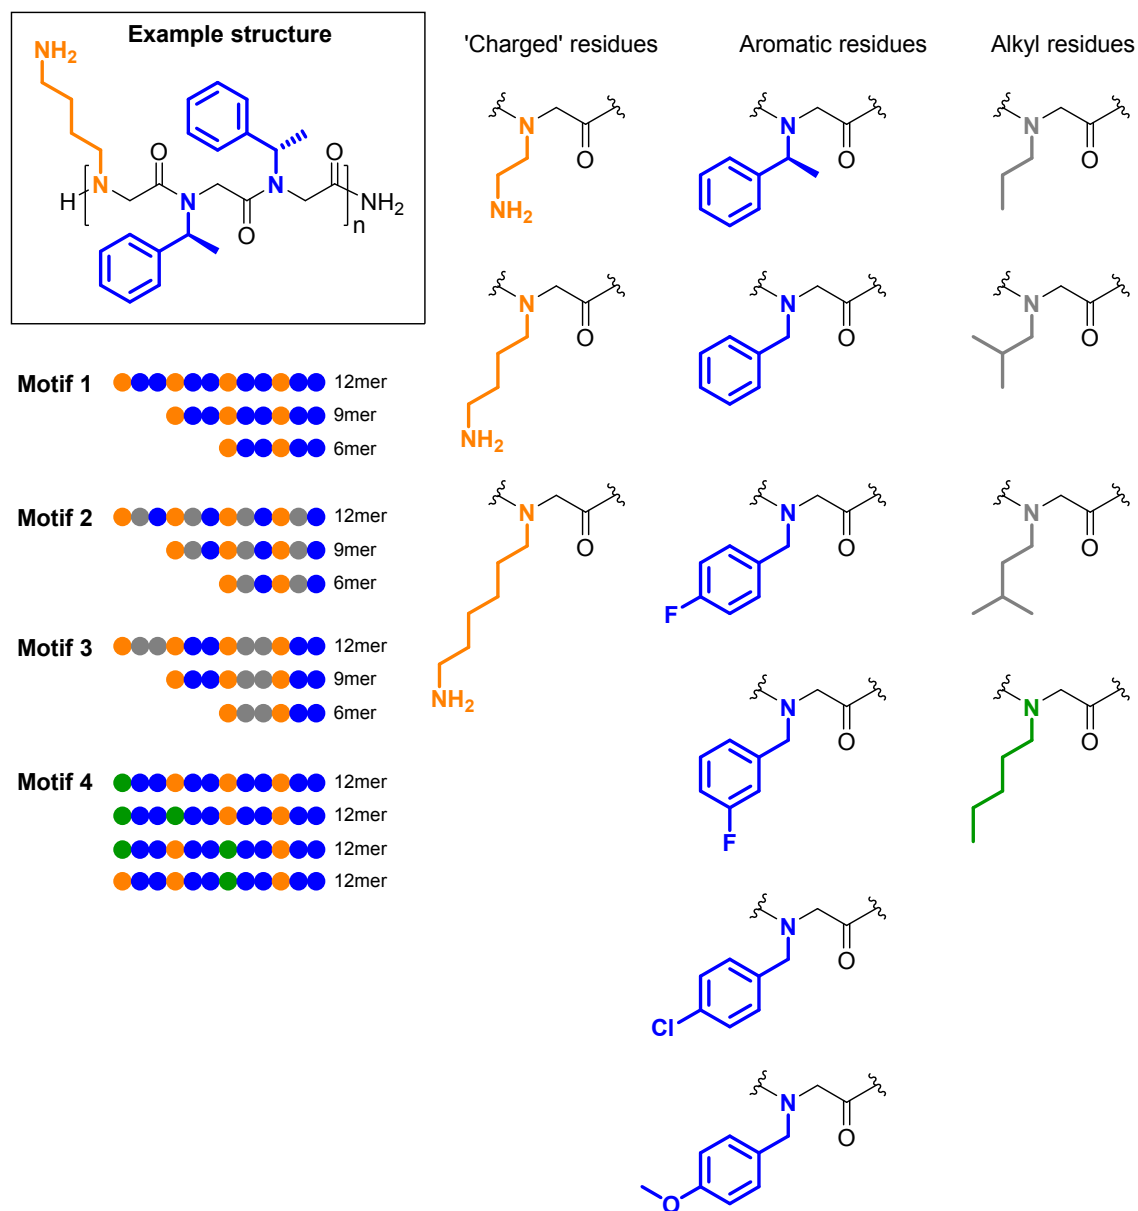 Example structure
'Charged' residues
Aromatic residues
Alkyl residues
NH2
O
O
O
H
N
N
N
NH2
n
N
O
NH2
N
O
N
O
N
O
NH2
N
O
N
O
Motif 1
12mer
9mer
6mer
N
O
NH2
N
O
F
N
O
Motif 2
12mer
9mer
6mer
Motif 3
12mer
9mer
6mer
N
O
F
N
O
Motif 4
12mer
12mer
12mer
12mer
N
O
Cl
N
O
O